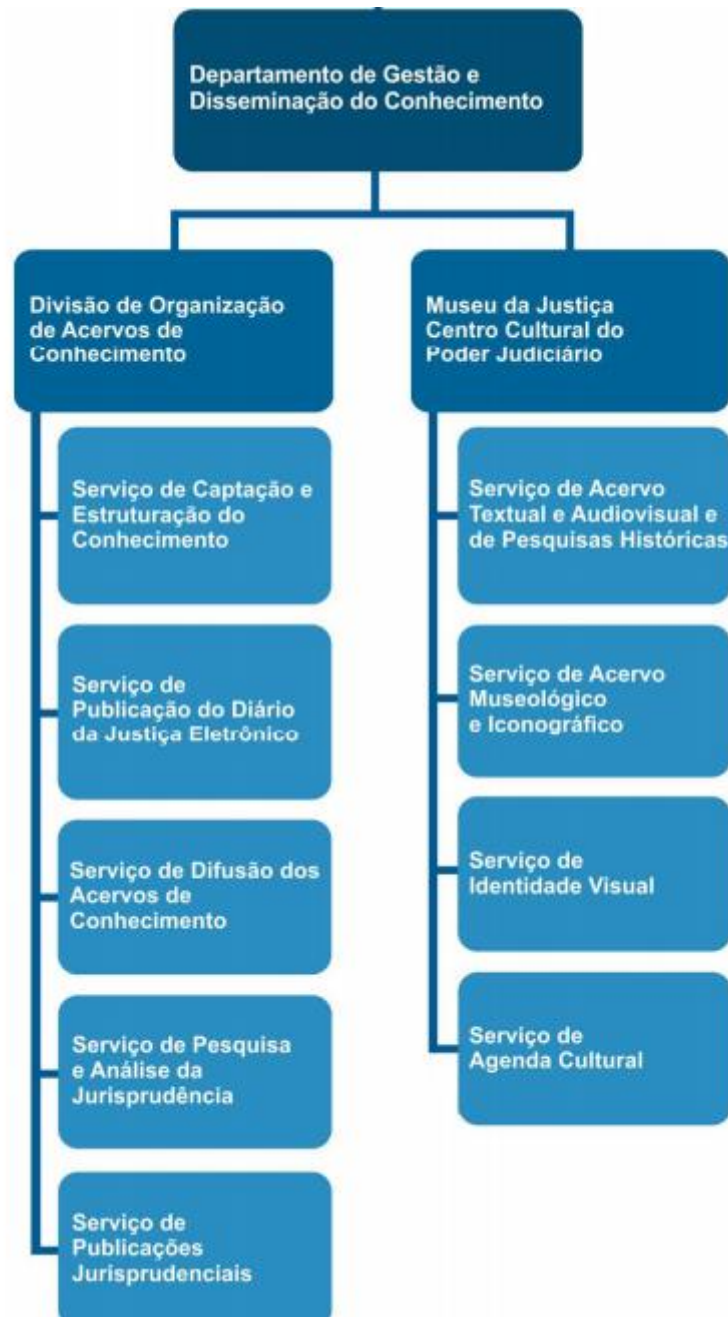 Departamento de Gestão e
Disseminação do Conhecimento
Divisão de Organização
de Acervos de
Conhecimento
Serviço de Captação e
Estruturação do
Conhecimento
Serviço de
Publicação do Diário
da Justiça Eletrônico
Serviço de Difusão dos
Acervos de
Conhecimento
Serviço de Pesquisa
e Análise da
Jurisprudência
Serviço de
Publicações
Jurisprudenciais
Museu da Justiça
Centro Cultural do
Poder Judiciário
Serviço de Acervo
Textual e Audiovisual e
de Pesquisas Históricas
Serviço de Acervo
Museológico
e Iconográfico
Serviço de
Identidade Visual
Serviço de
Agenda Cultural